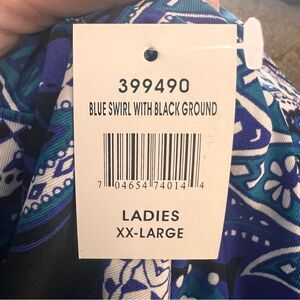 399490
BLUE SWIRL WITH BLACK GROUND
7 04654 74014 4
LADIES
XX-LARGE